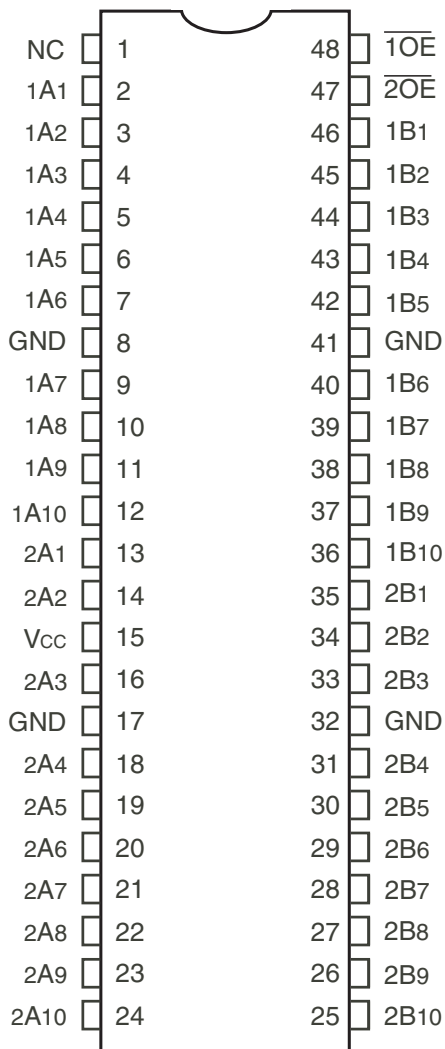 NC 1 48 1OE
1A1 2 47 2OE
1A2 3 46 1B1
1A3 4 45 1B2
1A4 5 44 1B3
1A5 6 43 1B4
1A6 7 42 1B5
GND 8 41 GND
1A7 9 40 1B6
1A8 10 39 1B7
1A9 11 38 1B8
1A10 12 37 1B9
2A1 13 36 1B10
2A2 14 35 2B1
VCC 15 34 2B2
2A3 16 33 2B3
GND 17 32 GND
2A4 18 31 2B4
2A5 19 30 2B5
2A6 20 29 2B6
2A7 21 28 2B7
2A8 22 27 2B8
2A9 23 26 2B9
2A10 24 25 2B10